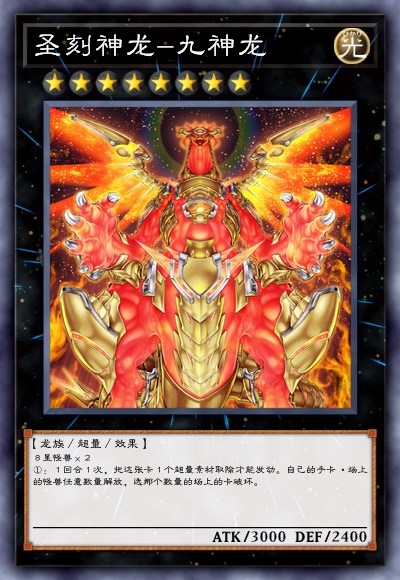 圣刻神龙-九神龙
光
【龙族／超量／效果】
8星怪兽×2
①：1回合1次，把这张卡1个超量素材取除才能发动。自己的手卡·场上
的怪兽任意数量解放，选那个数量的场上的卡破坏。
ATK/3000 DEF/2400